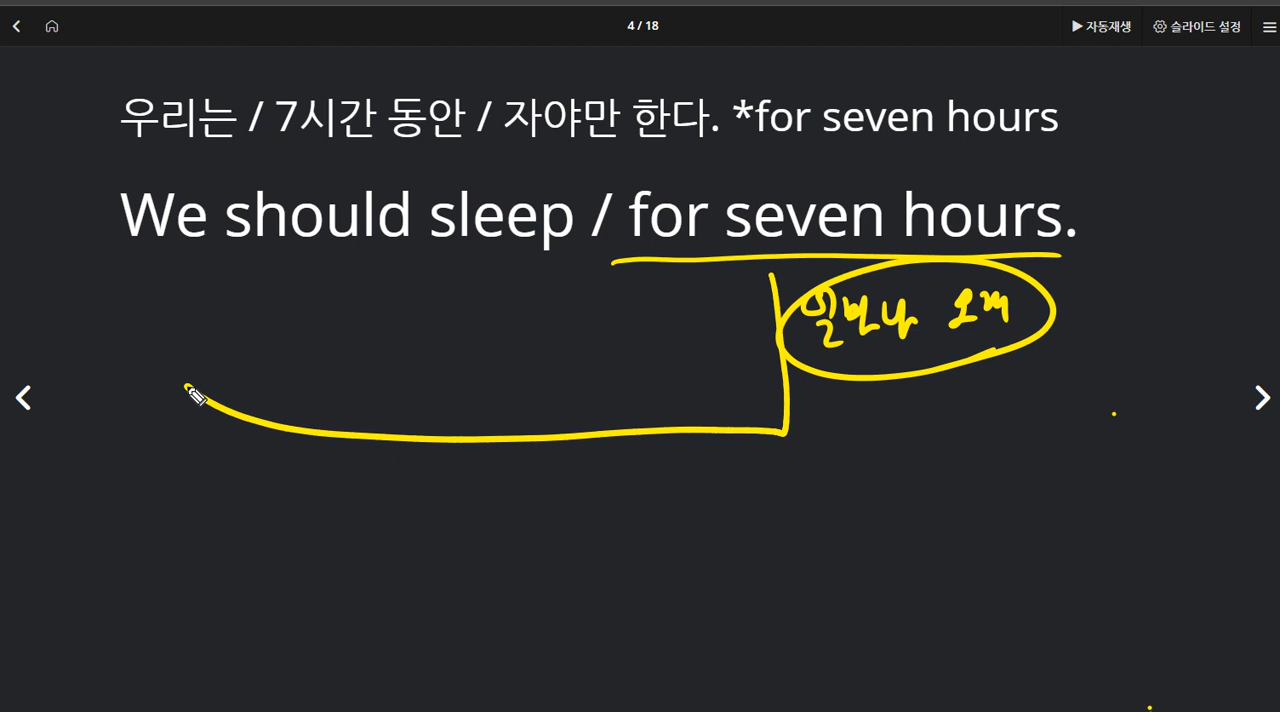 4 / 18
▶ 자동재생
슬라이드 설정
우리는 / 7시간 동안 / 자야만 한다. *for seven hours
We should sleep / for seven hours.
얼마나 오래